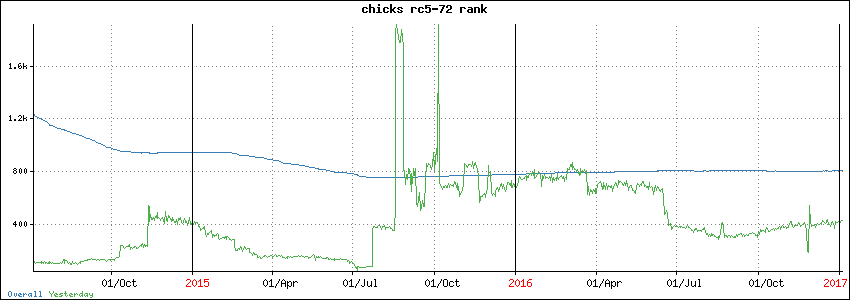 chicks rc5-72 rank
1.6k
1.2k
800
400
01/Oct 2015 01/Apr 01/Jul 01/Oct 2016 01/Apr 01/Jul 01/Oct 2017
Overall Yesterday